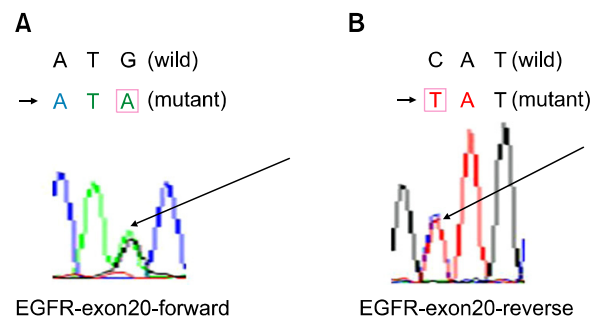 A
A T G (wild)
→ A T A (mutant)
EGFR-exon20-forward
B
C A T (wild)
→ T A T (mutant)
EGFR-exon20-reverse